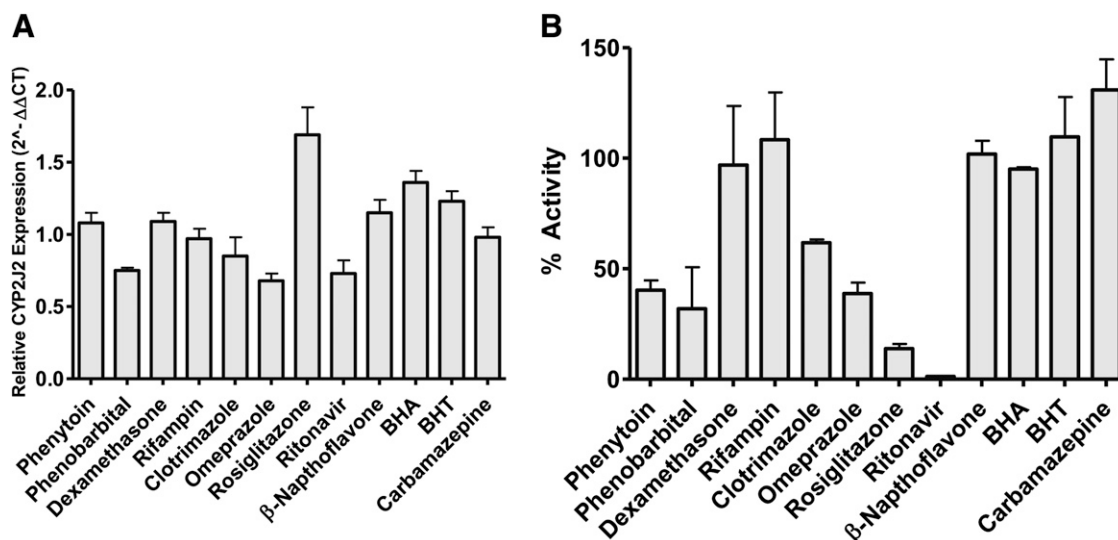 A
Relative CYP2J2 Expression (2^-ΔΔCT)
2.0
1.5
1.0
0.5
0.0
Phenytoin
Phenobarbital
Dexamethasone
Rifampin
Clotrimazole
Omeprazole
Rosiglitazone
Ritonavir
β-Napthoflavone
BHA
BHT
Carbamazepine
B
% Activity
150
100
50
0
Phenytoin
Phenobarbital
Dexamethasone
Rifampin
Clotrimazole
Omeprazole
Rosiglitazone
Ritonavir
β-Napthoflavone
BHA
BHT
Carbamazepine